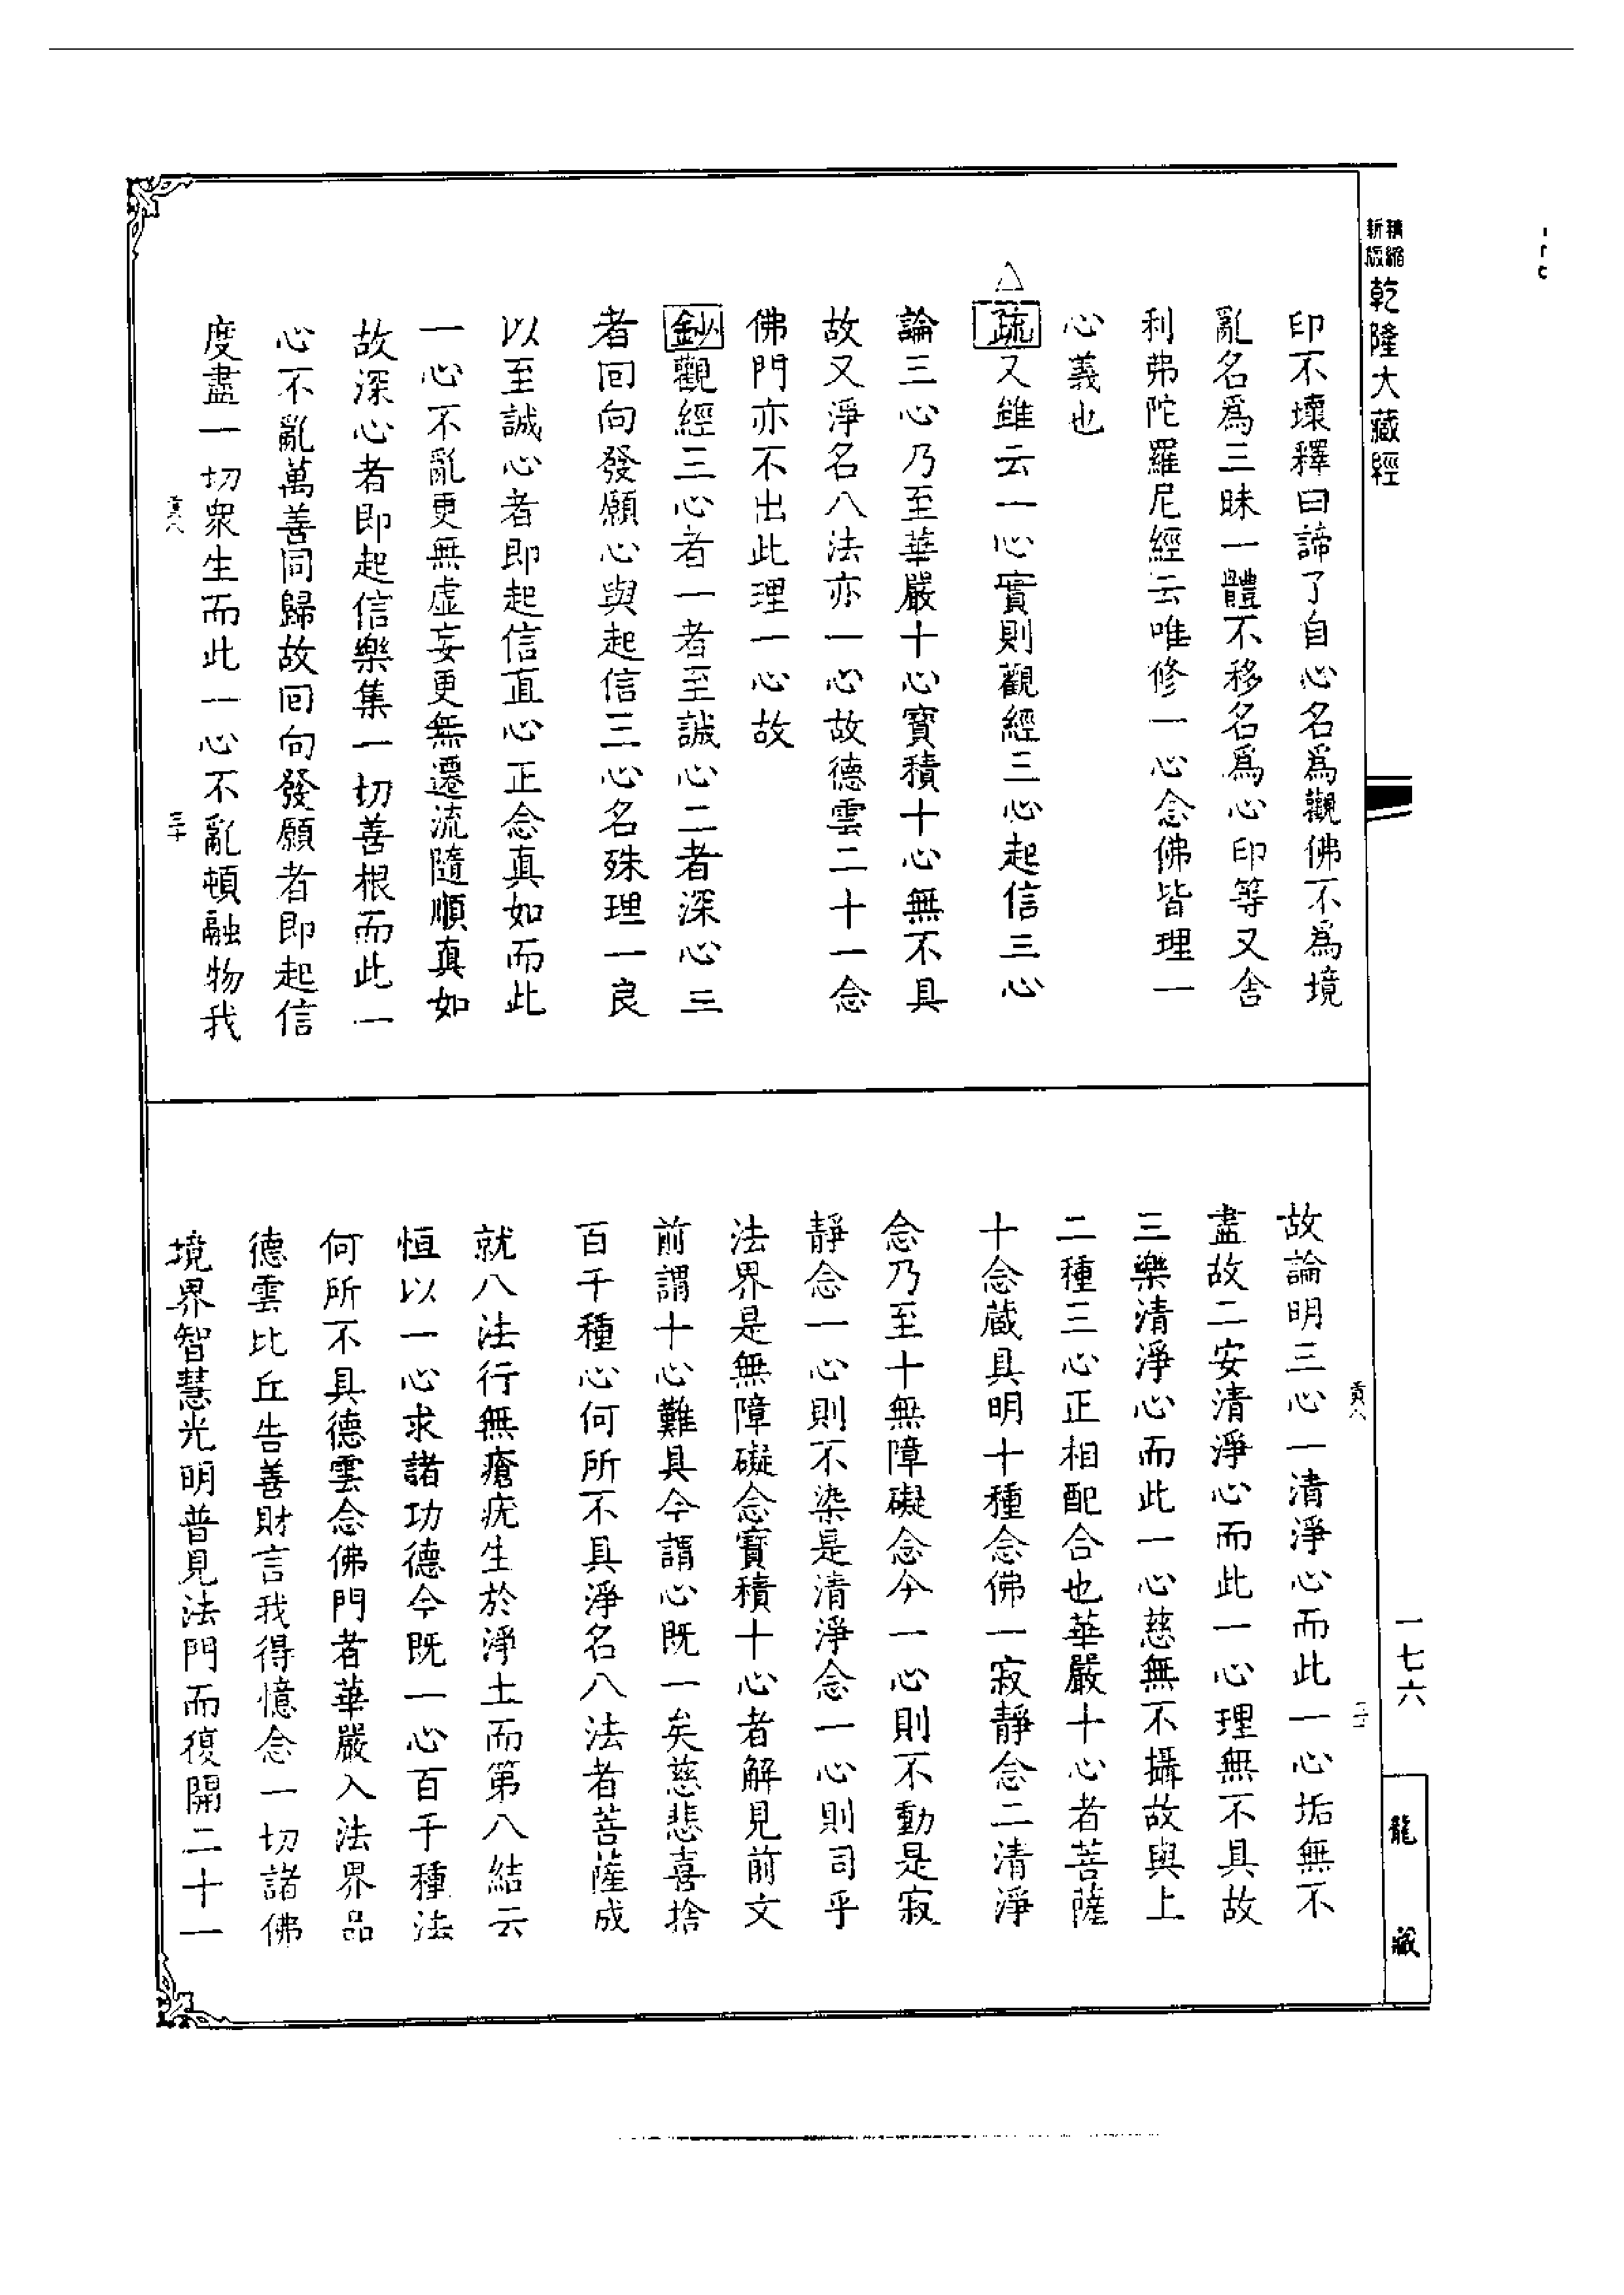 新版
精縮
乾隆大藏經
印不壞釋曰諦了自心名爲觀佛不爲境
亂名爲三昧一體不移名爲心印等又舍
利弗陀羅尼經云唯修一心念佛皆理一
心義也
△疏又雖云一心實則觀經三心起信三心
論三心乃至華嚴十心寶積十心無不具
故又淨名八法亦一心故德雲二十一念
佛門亦不出此理一心故
鈔觀經三心者一者至誠心二者深心三
者回向發願心與起信三心名殊理一良
以至誠心者即起信直心正念真如而此
一心不亂更無虛妄更無遷流隨順真如
故深心者即起信樂集一切善根而此一
心不亂萬善同歸故回向發願者即起信
度盡一切眾生而此一心不亂頓融物我
貢八
三十
貢八
故論明三心一清淨心而此一心垢無不
盡故二安清淨心而此一心理無不具故
三樂清淨心而此一心慈無不攝故與上
二種三心正相配合也華嚴十心者菩薩
十念藏具明十種念佛一寂靜念二清淨
念乃至十無障礙念今一心則不動是寂
靜念一心則不染是清淨念一心則司乎
法界是無障礙念寶積十心者解見前文
前謂十心難具今謂心既一矣慈悲喜捨
百千種心何所不具淨名八法者菩薩成
就八法行無瘡疣生於淨土而第八結云
恒以一心求諸功德今既一心百千種法
何所不具德雲念佛門者華嚴入法界品
德雲比丘告善財言我得憶念一切諸佛
境界智慧光明普見法門而復開二十一
一七六
龍藏